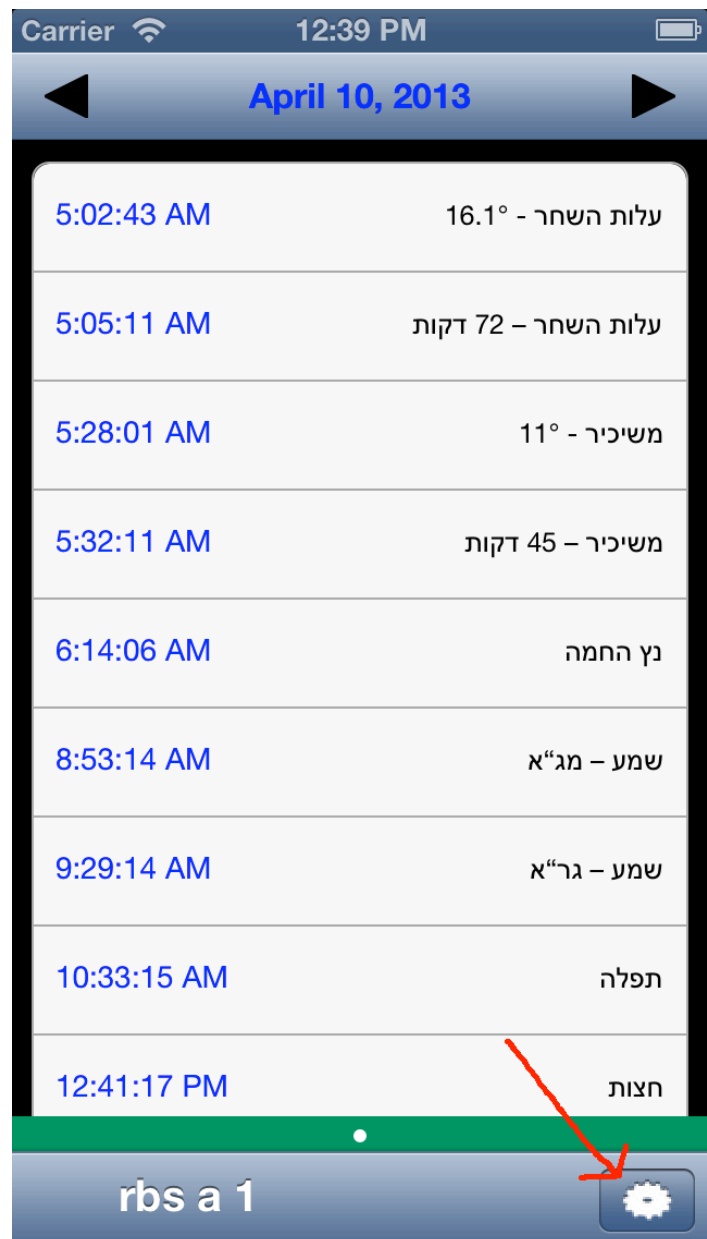 Carrier 12:39 PM
April 10, 2013
5:02:43 AM עלות השחר - 16.1°
5:05:11 AM עלות השחר – 72 דקות
5:28:01 AM משיכיר - 11°
5:32:11 AM משיכיר – 45 דקות
6:14:06 AM נץ החמה
8:53:14 AM שמע – מג“א
9:29:14 AM שמע – גר“א
10:33:15 AM תפלה
12:41:17 PM חצות
rbs a 1